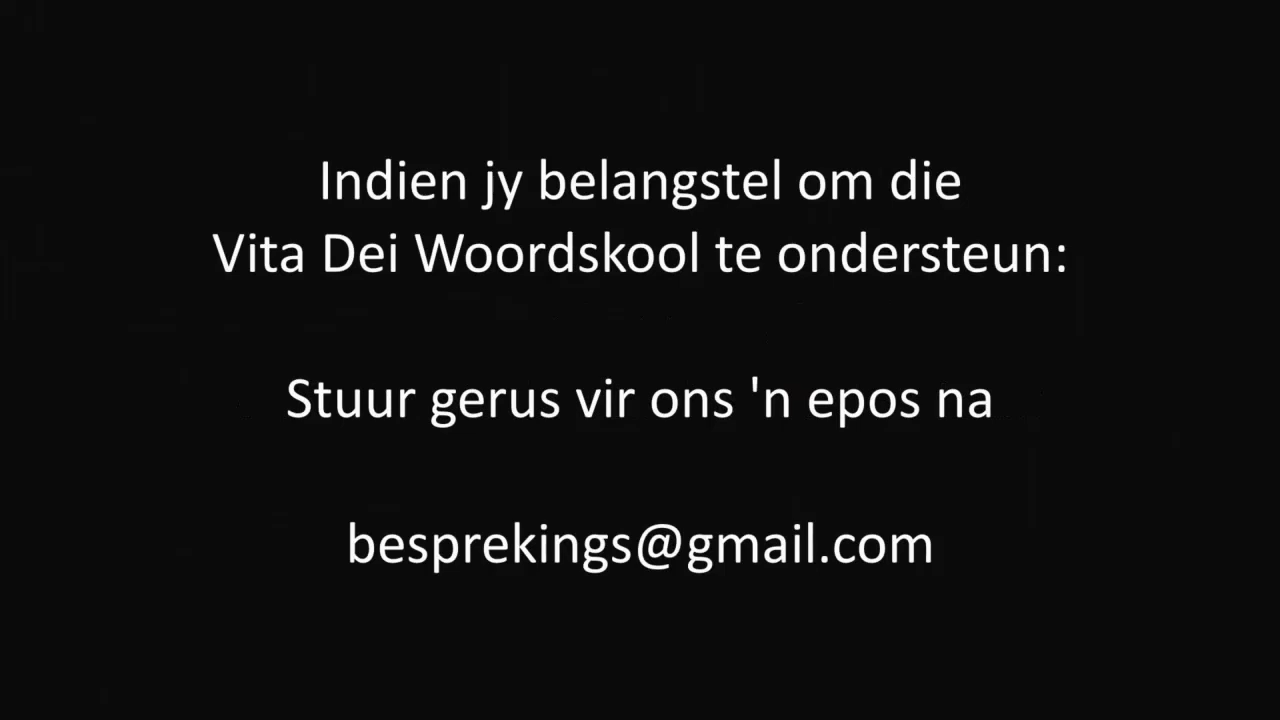 Indien jy belangstel om die
Vita Dei Woordskool te ondersteun:
Stuur gerus vir ons 'n epos na
besprekings@gmail.com